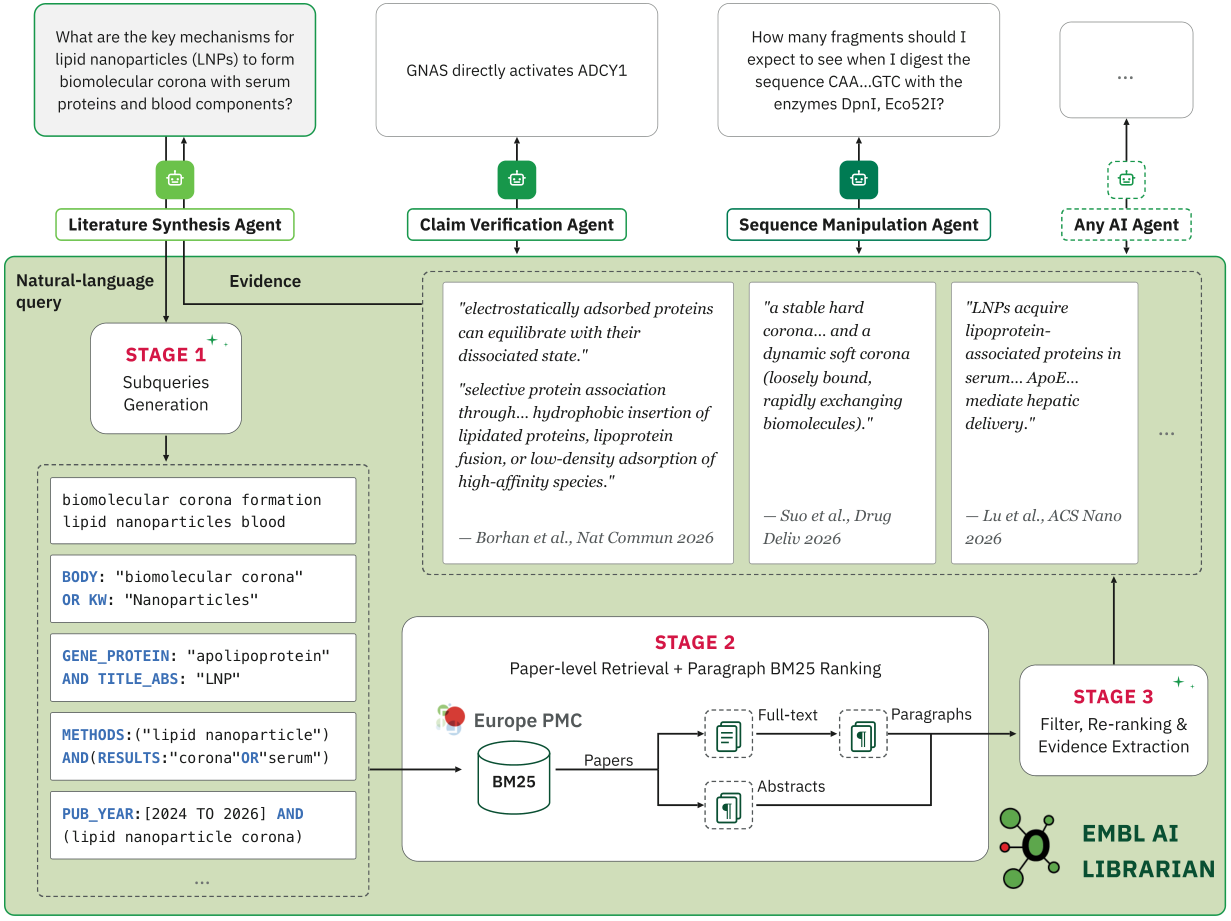 What are the key mechanisms for
lipid nanoparticles (LNPs) to form
biomolecular corona with serum
proteins and blood components?
GNAS directly activates ADCY1
How many fragments should I
expect to see when I digest the
sequence CAA...GTC with the
enzymes DpnI, Eco52I?
...
Literature Synthesis Agent
Claim Verification Agent
Sequence Manipulation Agent
Any AI Agent
Natural-language
query
Evidence
STAGE 1
Subqueries
Generation
biomolecular corona formation
lipid nanoparticles blood
BODY: "biomolecular corona"
OR KW: "Nanoparticles"
GENE_PROTEIN: "apolipoprotein"
AND TITLE_ABS: "LNP"
METHODS:("lipid nanoparticle")
AND(RESULTS:"corona"OR"serum")
PUB_YEAR:[2024 TO 2026] AND
(lipid nanoparticle corona)
...
"electrostatically adsorbed proteins
can equilibrate with their
dissociated state."
"selective protein association
through... hydrophobic insertion of
lipidated proteins, lipoprotein
fusion, or low-density adsorption of
high-affinity species."
— Borhan et al., Nat Commun 2026
"a stable hard
corona... and a
dynamic soft corona
(loosely bound,
rapidly exchanging
biomolecules)."
— Suo et al., Drug
Deliv 2026
"LNPs acquire
lipoprotein-
associated proteins in
serum... ApoE...
mediate hepatic
delivery."
— Lu et al., ACS Nano
2026
...
STAGE 2
Paper-level Retrieval + Paragraph BM25 Ranking
Europe PMC
BM25
Papers
Full-text
Paragraphs
Abstracts
STAGE 3
Filter, Re-ranking &
Evidence Extraction
EMBL AI
LIBRARIAN